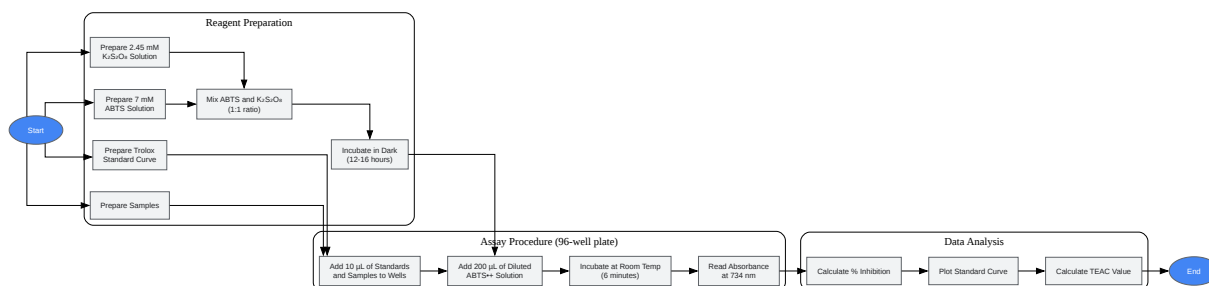 Reagent Preparation
Prepare 2.45 mM
K₂S₂O₈ Solution
Prepare 7 mM
ABTS Solution
Mix ABTS and K₂S₂O₈
(1:1 ratio)
Start
Prepare Trolox
Standard Curve
Incubate in Dark
(12-16 hours)
Prepare Samples
Assay Procedure (96-well plate)
Data Analysis
Add 10 µL of Standards
and Samples to Wells
Add 200 µL of Diluted
ABTS•+ Solution
Incubate at Room Temp
(6 minutes)
Read Absorbance
at 734 nm
Calculate % Inhibition
Plot Standard Curve
Calculate TEAC Value
End